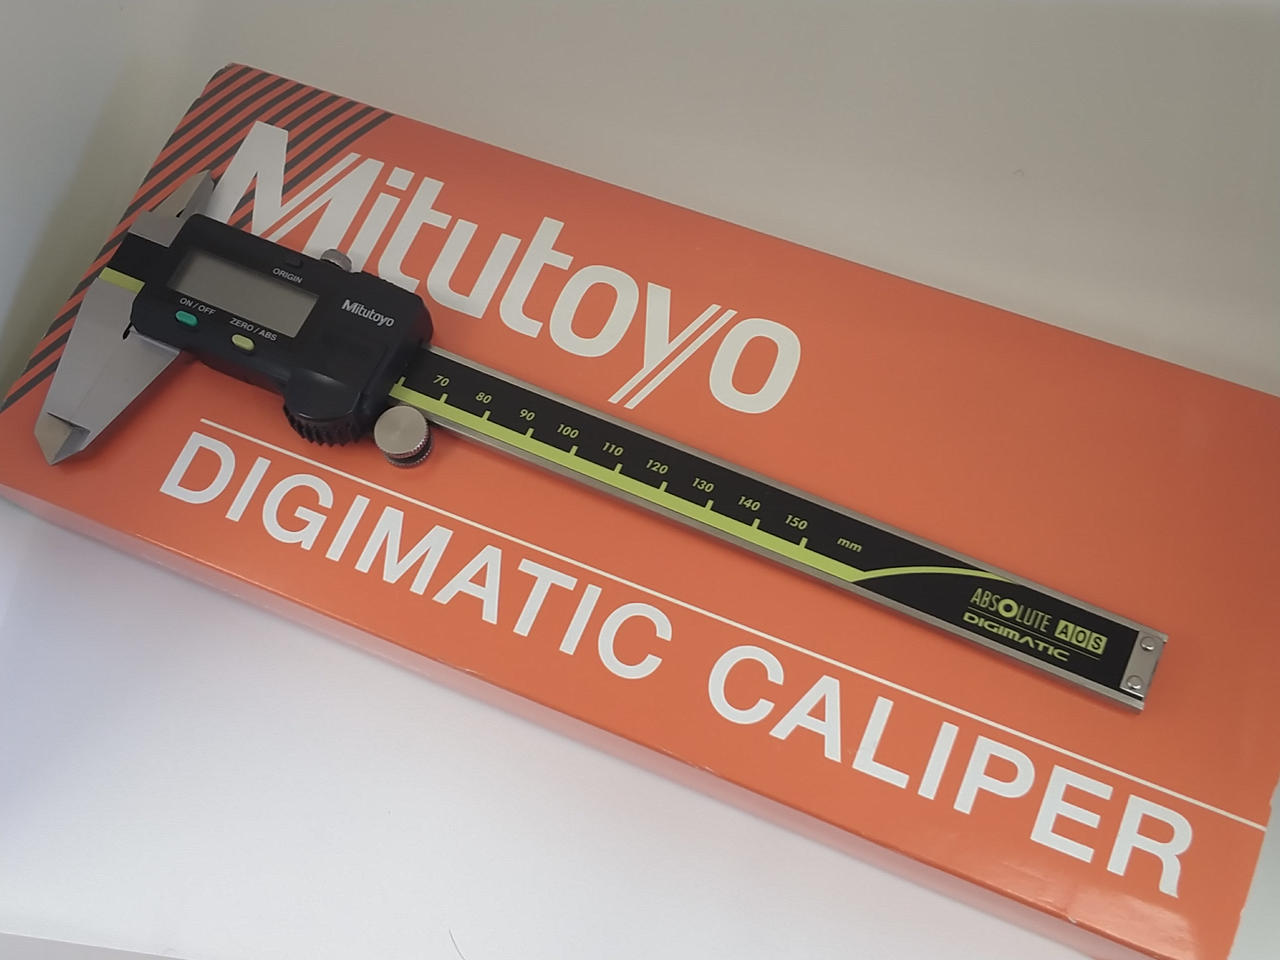 Mitutoyo
ORIGIN
ON / OFF
ZERO / ABS
Mitutoyo
70 80 90 100 110 120 130 140 150 mm
ABSOLUTE AOS
DIGIMATIC
DIGIMATIC CALIPER